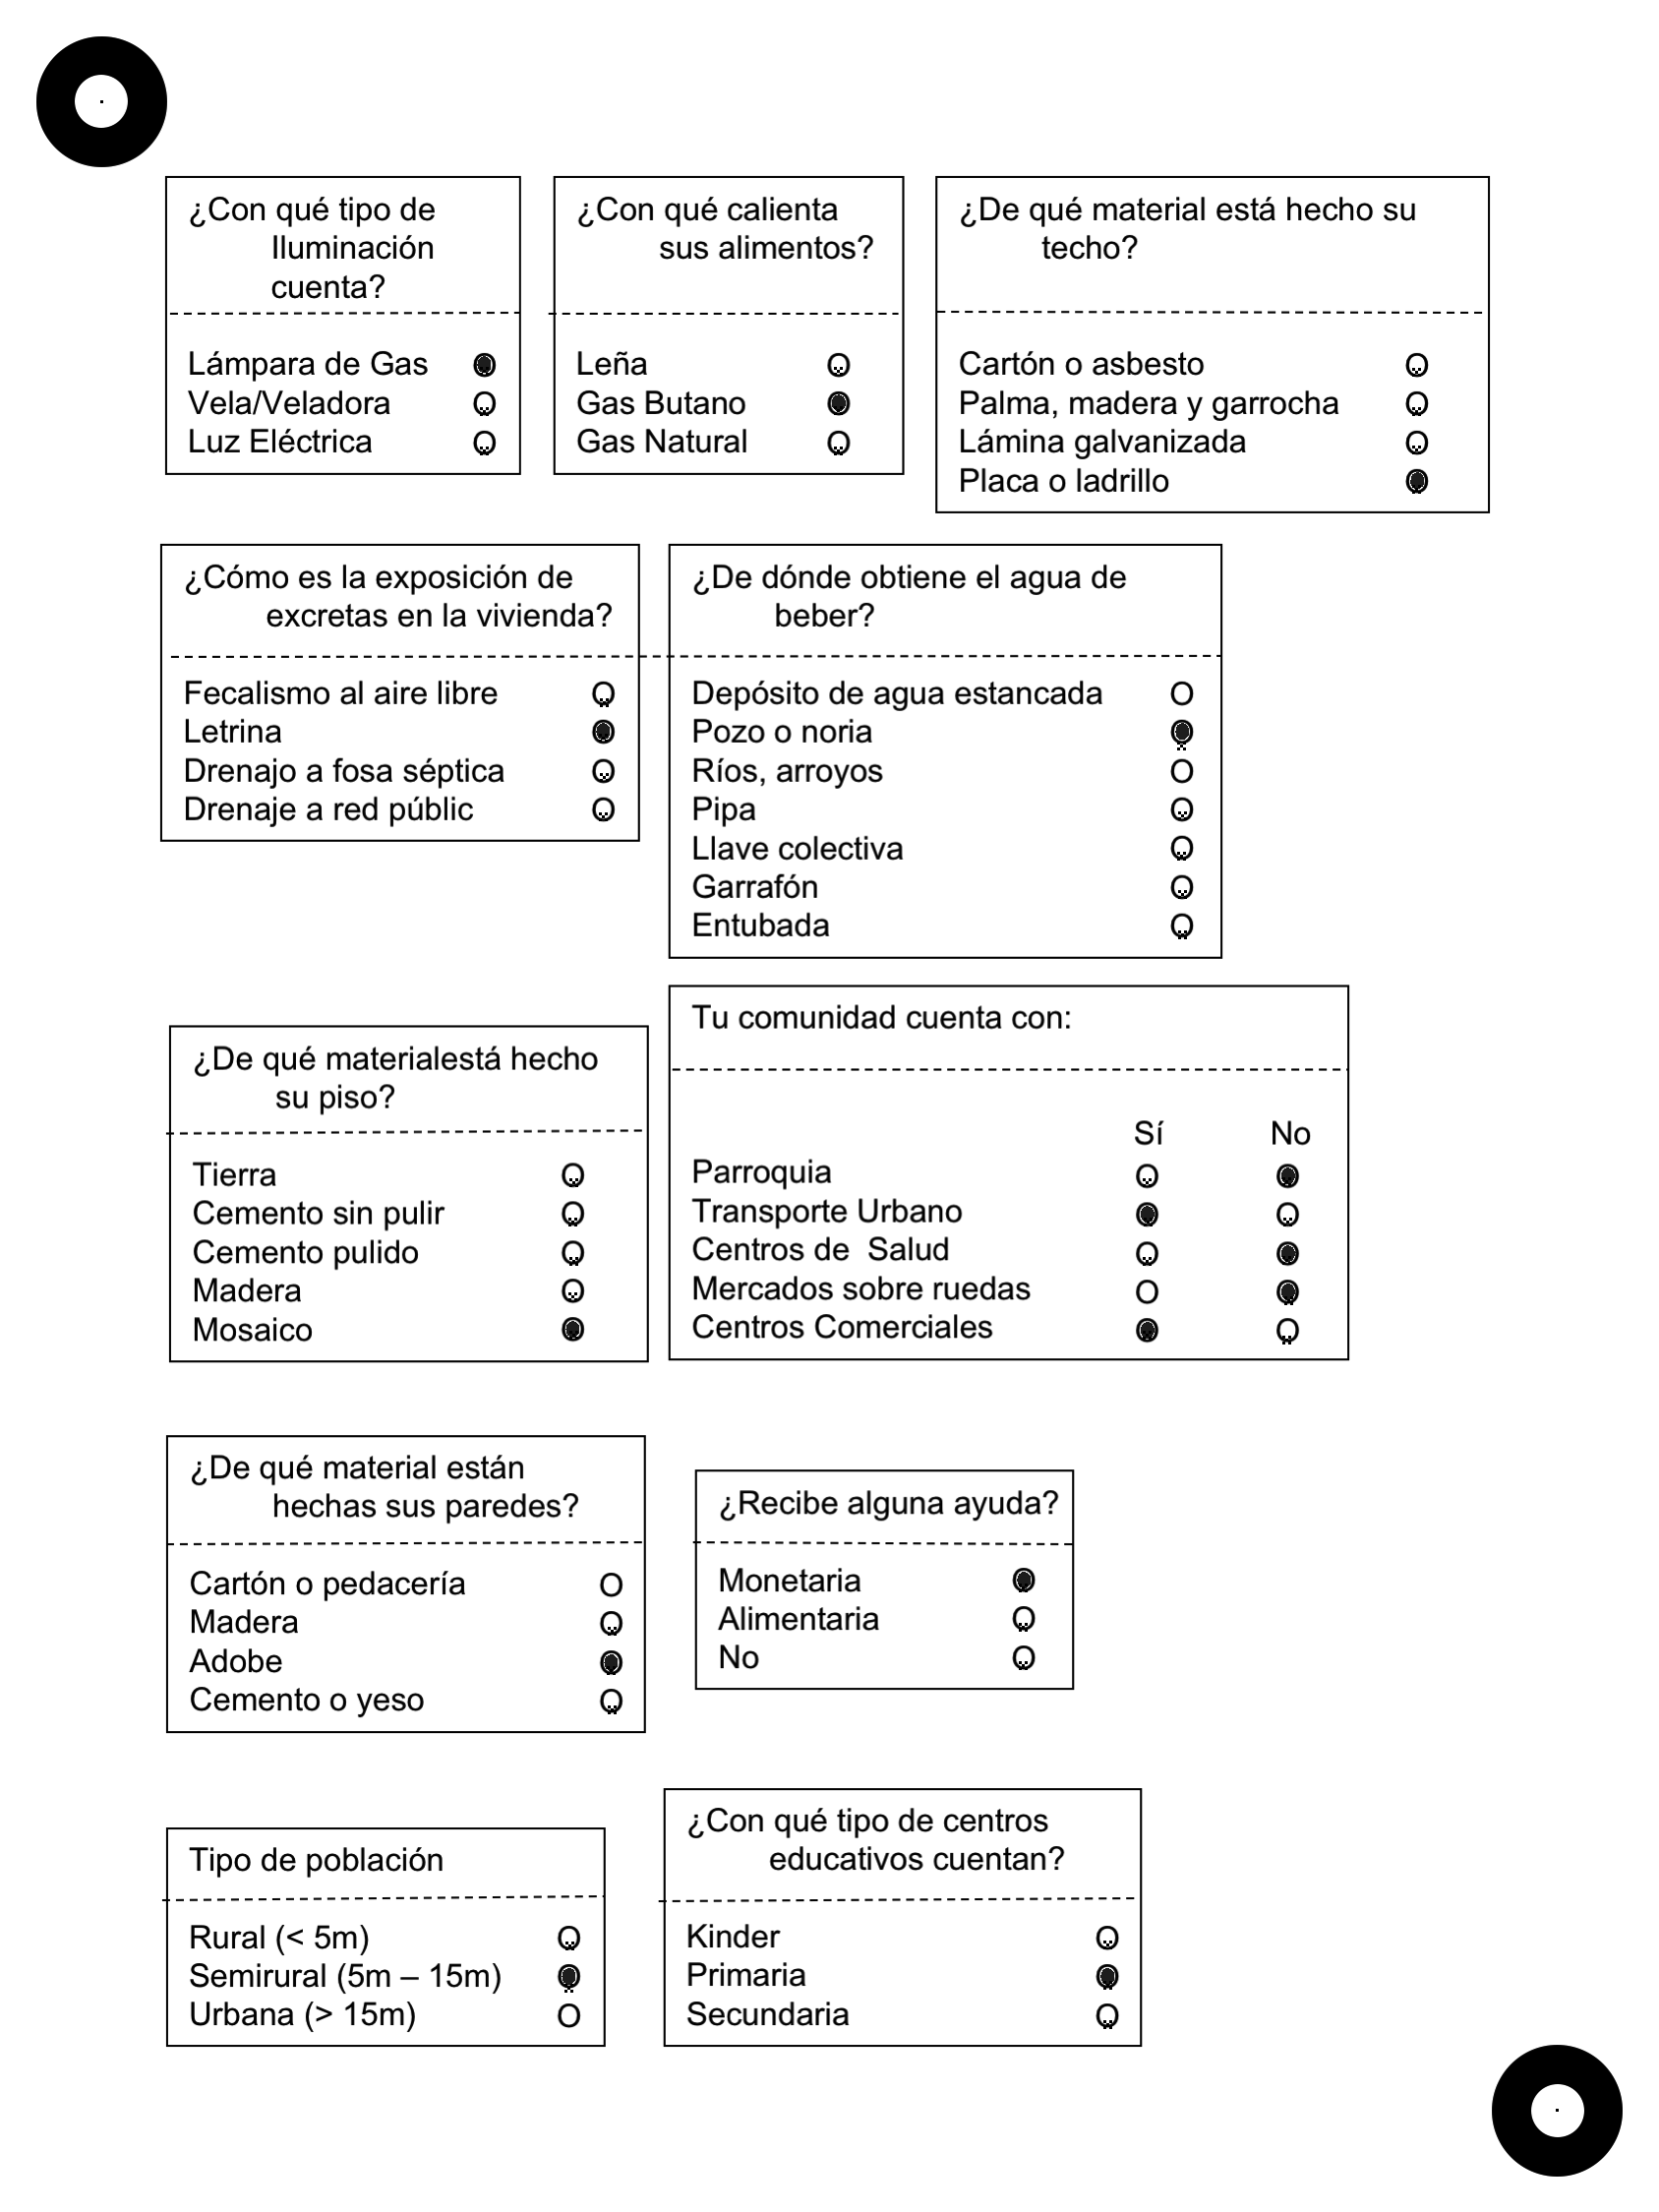 ¿Con qué tipo de
Iluminación
cuenta?
Lámpara de Gas
Vela/Veladora O
Luz Eléctrica O
¿Con qué calienta
sus alimentos?
Leña O
Gas Butano
Gas Natural O
¿De qué material está hecho su
techo?
Cartón o asbesto O
Palma, madera y garrocha O
Lámina galvanizada O
Placa o ladrillo
¿Cómo es la exposición de
excretas en la vivienda?
Fecalismo al aire libre O
Letrina
Drenajo a fosa séptica O
Drenaje a red públic O
¿De dónde obtiene el agua de
beber?
Depósito de agua estancada O
Pozo o noria
Ríos, arroyos O
Pipa O
Llave colectiva O
Garrafón O
Entubada O
¿De qué materialestá hecho
su piso?
Tierra O
Cemento sin pulir O
Cemento pulido O
Madera O
Mosaico
Tu comunidad cuenta con:
Sí No
Parroquia O
Transporte Urbano O
Centros de  Salud O
Mercados sobre ruedas O
Centros Comerciales O
¿De qué material están
hechas sus paredes?
Cartón o pedacería O
Madera O
Adobe
Cemento o yeso O
¿Recibe alguna ayuda?
Monetaria
Alimentaria O
No O
Tipo de población
Rural (< 5m) O
Semirural (5m – 15m)
Urbana (> 15m) O
¿Con qué tipo de centros
educativos cuentan?
Kinder O
Primaria
Secundaria O